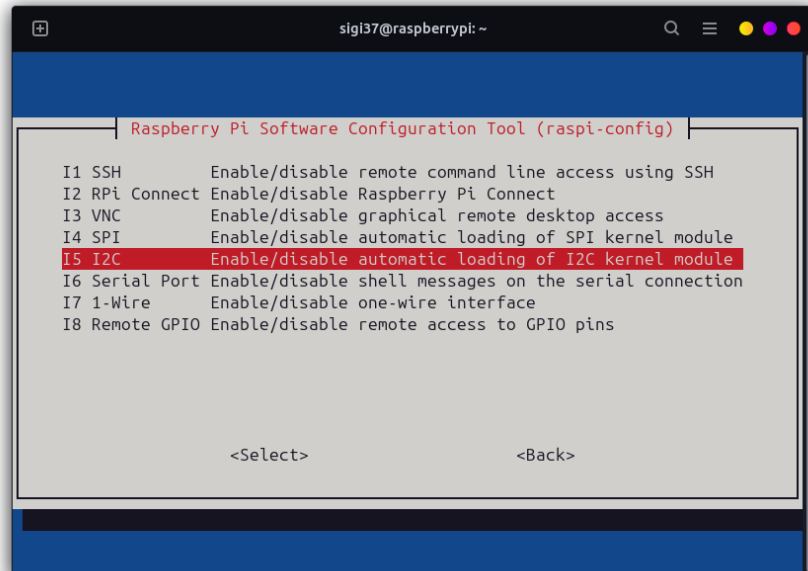 sigi37@raspberrypi: ~
Raspberry Pi Software Configuration Tool (raspi-config)
I1 SSH Enable/disable remote command line access using SSH
I2 RPi Connect Enable/disable Raspberry Pi Connect
I3 VNC Enable/disable graphical remote desktop access
I4 SPI Enable/disable automatic loading of SPI kernel module
I5 I2C Enable/disable automatic loading of I2C kernel module
I6 Serial Port Enable/disable shell messages on the serial connection
I7 1-Wire Enable/disable one-wire interface
I8 Remote GPIO Enable/disable remote access to GPIO pins
<Select> <Back>